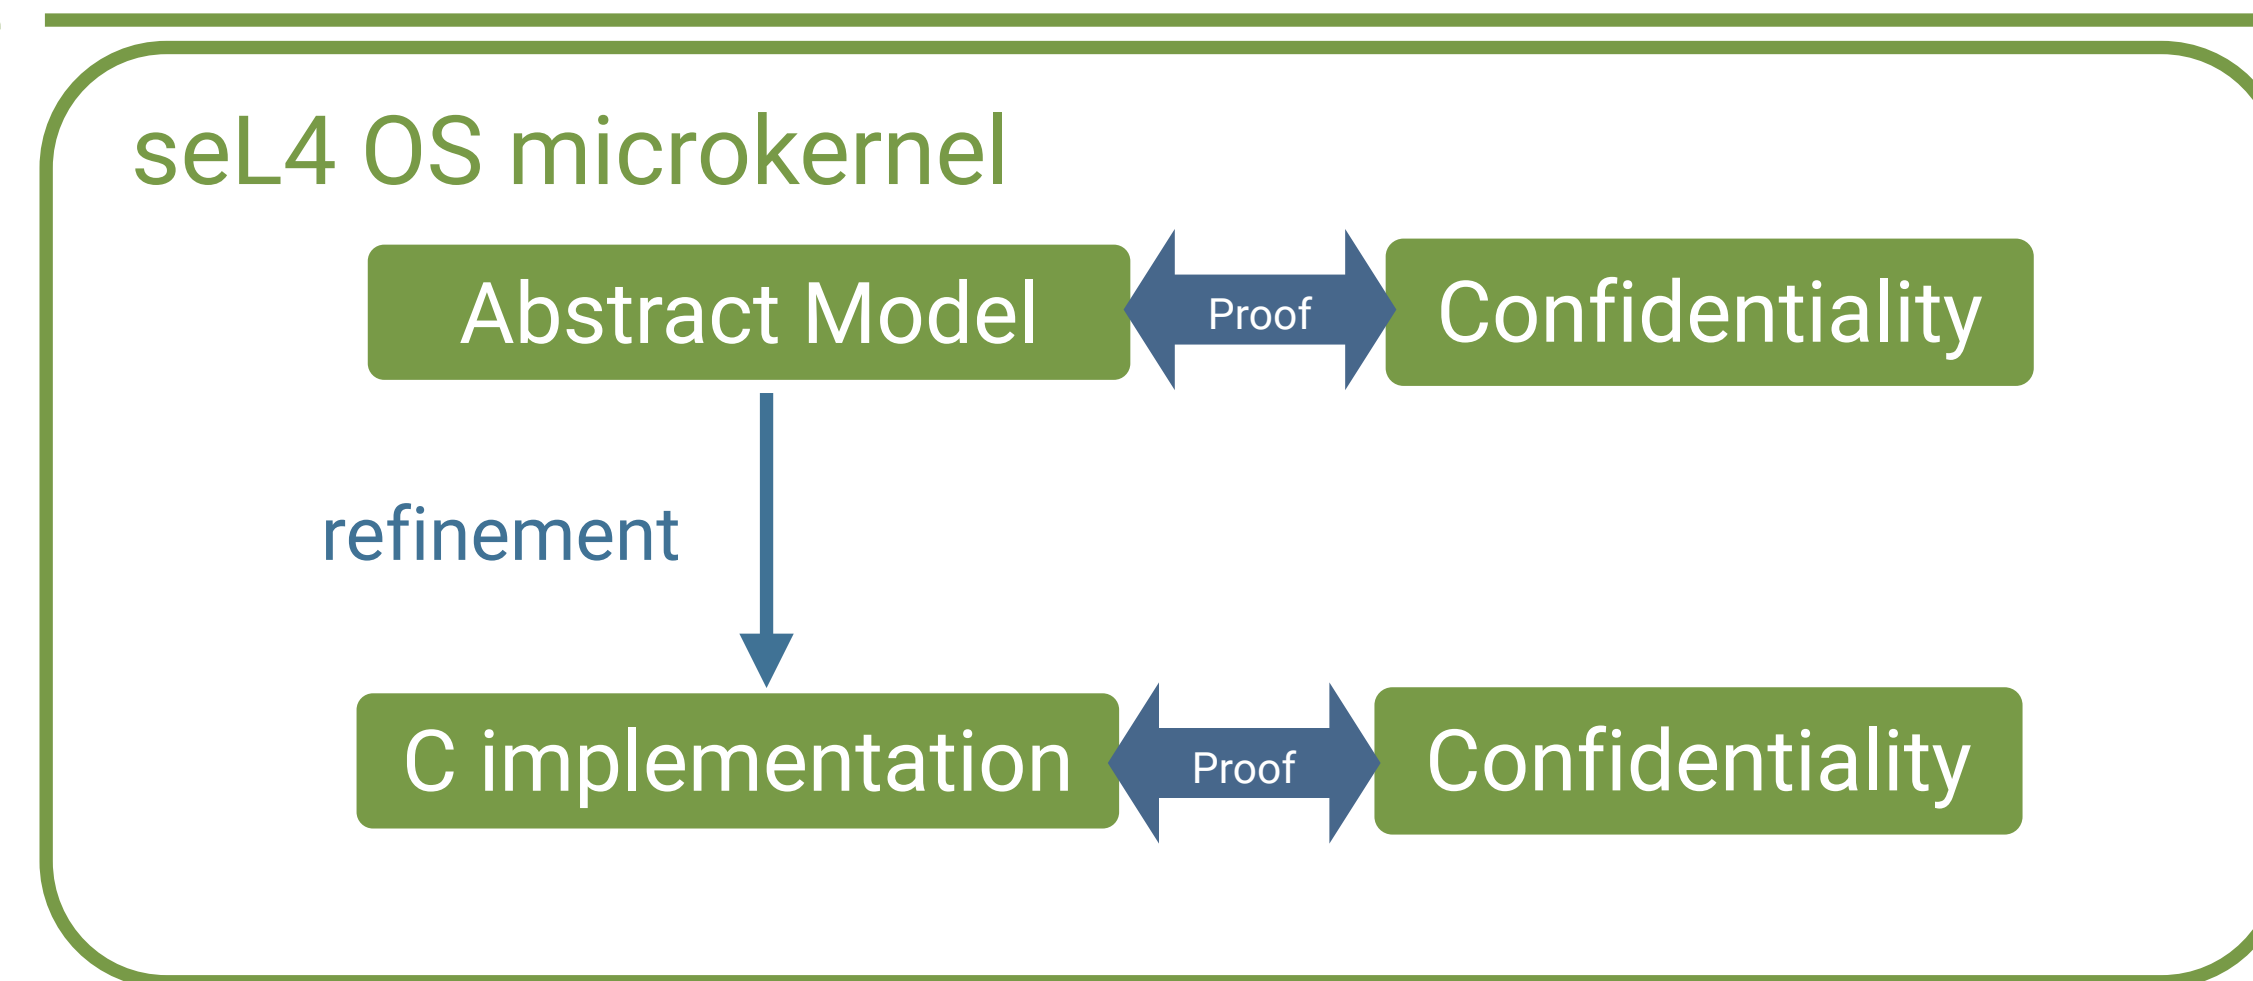 seL4 OS microkernel
Abstract Model
Proof
Confidentiality
refinement
C implementation
Proof
Confidentiality